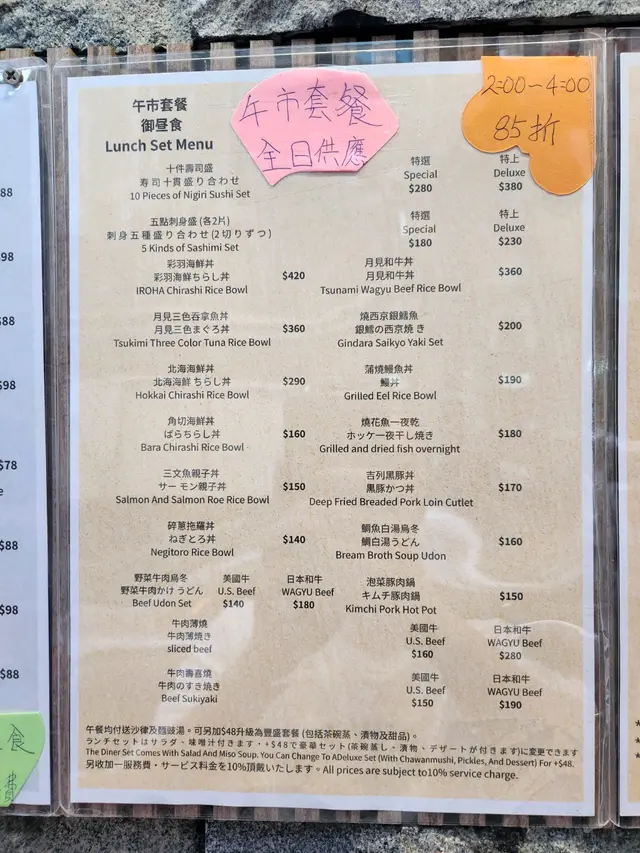 午市套餐
御昼食
Lunch Set Menu
午市套餐
全日供應
2:00~4:00
85折
十件壽司盛
寿司十貫盛り合わせ
10 Pieces of Nigiri Sushi Set
特選
Special
$280
特上
Deluxe
$380
五點刺身盛 (各2片)
刺身五種盛り合わせ (2切りずつ)
5 Kinds of Sashimi Set
特選
Special
$180
特上
Deluxe
$230
彩羽海鮮丼
彩羽海鮮ちらし丼
IROHA Chirashi Rice Bowl
$420
月見和牛丼
月見和牛丼
Tsunami Wagyu Beef Rice Bowl
$360
月見三色吞拿魚丼
月見三色まぐろ丼
Tsukimi Three Color Tuna Rice Bowl
$360
燒西京銀鱈魚
銀鱈の西京焼き
Gindara Saikyo Yaki Set
$200
北海海鮮丼
北海海鮮 ちらし丼
Hokkai Chirashi Rice Bowl
$290
蒲燒鰻魚丼
鰻丼
Grilled Eel Rice Bowl
$190
角切海鮮丼
ばらちらし丼
Bara Chirashi Rice Bowl
$160
燒花魚一夜乾
ホッケ一夜干し焼き
Grilled and dried fish overnight
$180
三文魚親子丼
サーモン親子丼
Salmon And Salmon Roe Rice Bowl
$150
吉列黒豚丼
黒豚かつ丼
Deep Fried Breaded Pork Loin Cutlet
$170
碎蔥拖羅丼
ねぎとろ丼
Negitoro Rice Bowl
$140
鯛魚白湯烏冬
鯛白湯うどん
Bream Broth Soup Udon
$160
野菜牛肉烏冬
野菜牛肉かけうどん
Beef Udon Set
美國牛
U.S. Beef
$140
日本和牛
WAGYU Beef
$180
泡菜豚肉鍋
キムチ豚肉鍋
Kimchi Pork Hot Pot
$150
牛肉薄燒
牛肉薄焼き
sliced beef
美國牛
U.S. Beef
$160
日本和牛
WAGYU Beef
$280
牛肉壽喜燒
牛肉のすき焼き
Beef Sukiyaki
美國牛
U.S. Beef
$150
日本和牛
WAGYU Beef
$190
午餐均付送沙律及麵豉湯。可另加$48升級為豐盛套餐 (包括茶碗蒸、漬物及甜品)。
ランチセットはサラダ、味噌汁付きます・+$48で豪華セット(茶碗蒸し、漬物、デザートが付きます)に変更できます
The Diner Set Comes With Salad And Miso Soup. You Can Change To ADeluxe Set (With Chawanmushi, Pickles, And Dessert) For +$48.
另收加一服務費・サービス料金を10%頂戴いたします。All prices are subject to10% service charge.
88
98
$88
$98
$78
e
$88
$98
$88
食
費